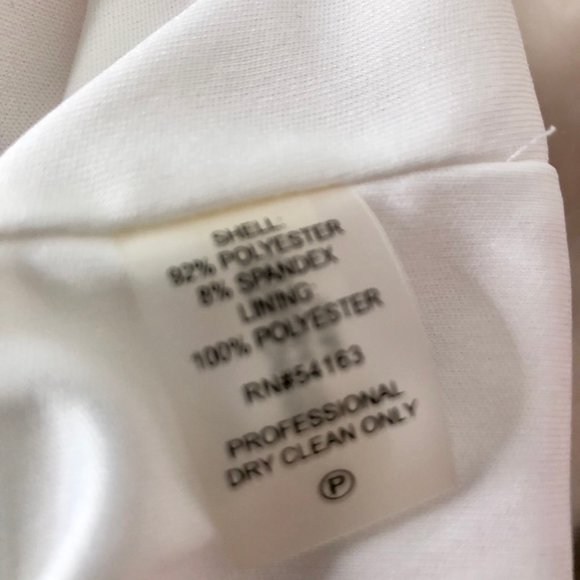 SHELL:
92% POLYESTER
8% SPANDEX
LINING:
100% POLYESTER
RN#54163
PROFESSIONAL
DRY CLEAN ONLY
P